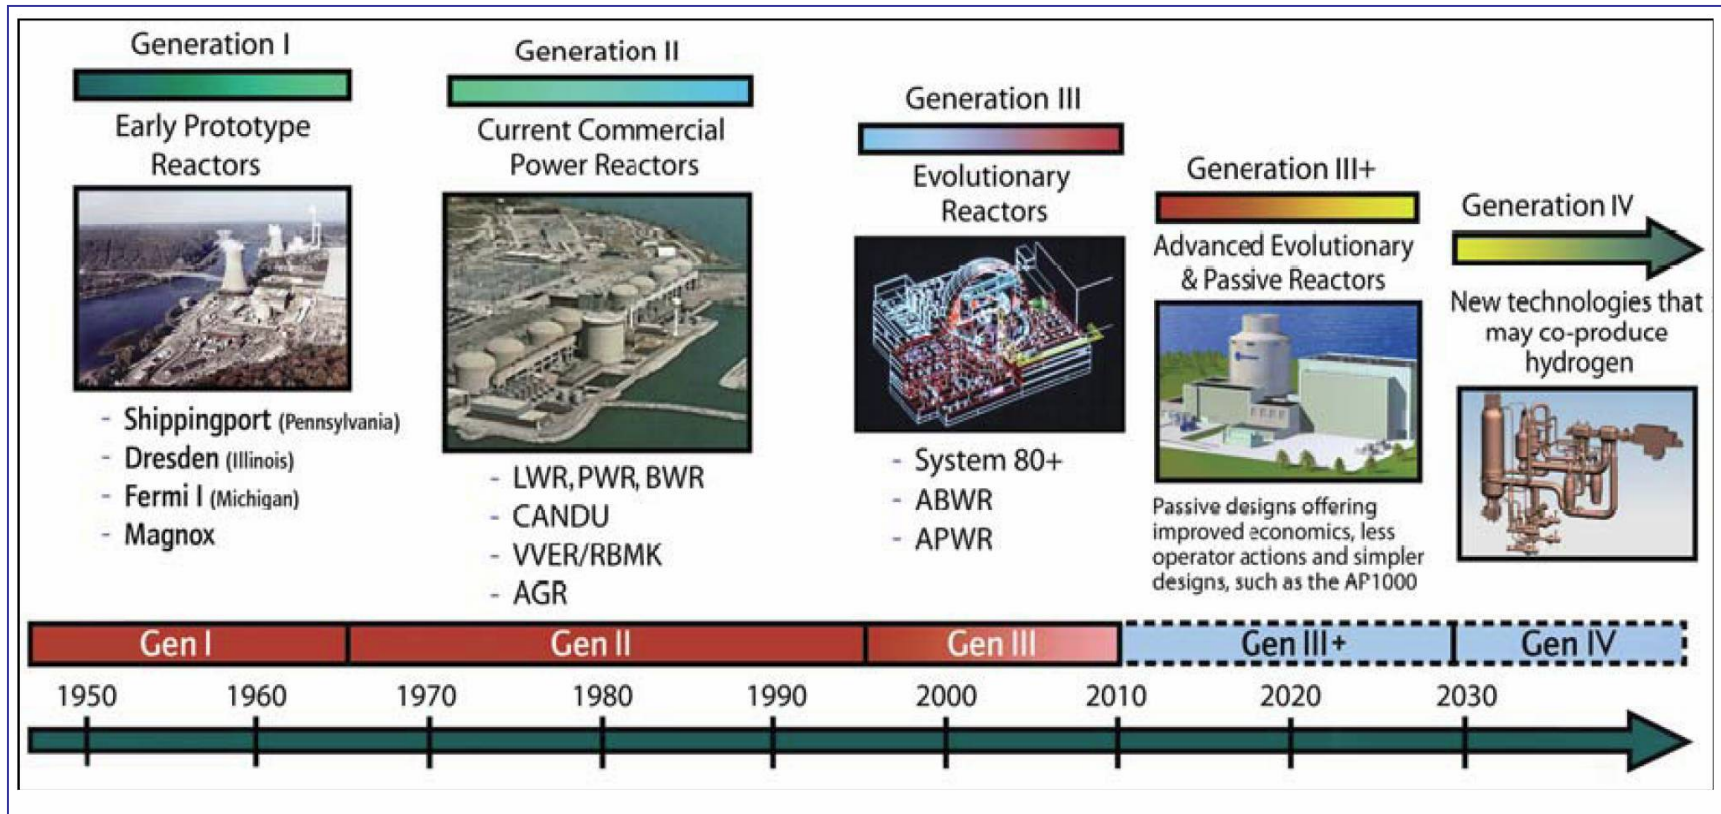 Generation I
Early Prototype
Reactors
- Shippingport (Pennsylvania)
- Dresden (Illinois)
- Fermi I (Michigan)
- Magnox
Generation II
Current Commercial
Power Reactors
- LWR, PWR, BWR
- CANDU
- VVER/RBMK
- AGR
Generation III
Evolutionary
Reactors
- System 80+
- ABWR
- APWR
Generation III+
Advanced Evolutionary
& Passive Reactors
Passive designs offering
improved economics, less
operator actions and simpler
designs, such as the AP1000
Generation IV
New technologies that
may co-produce
hydrogen
Gen I Gen II Gen III Gen III+ Gen IV
1950 1960 1970 1980 1990 2000 2010 2020 2030